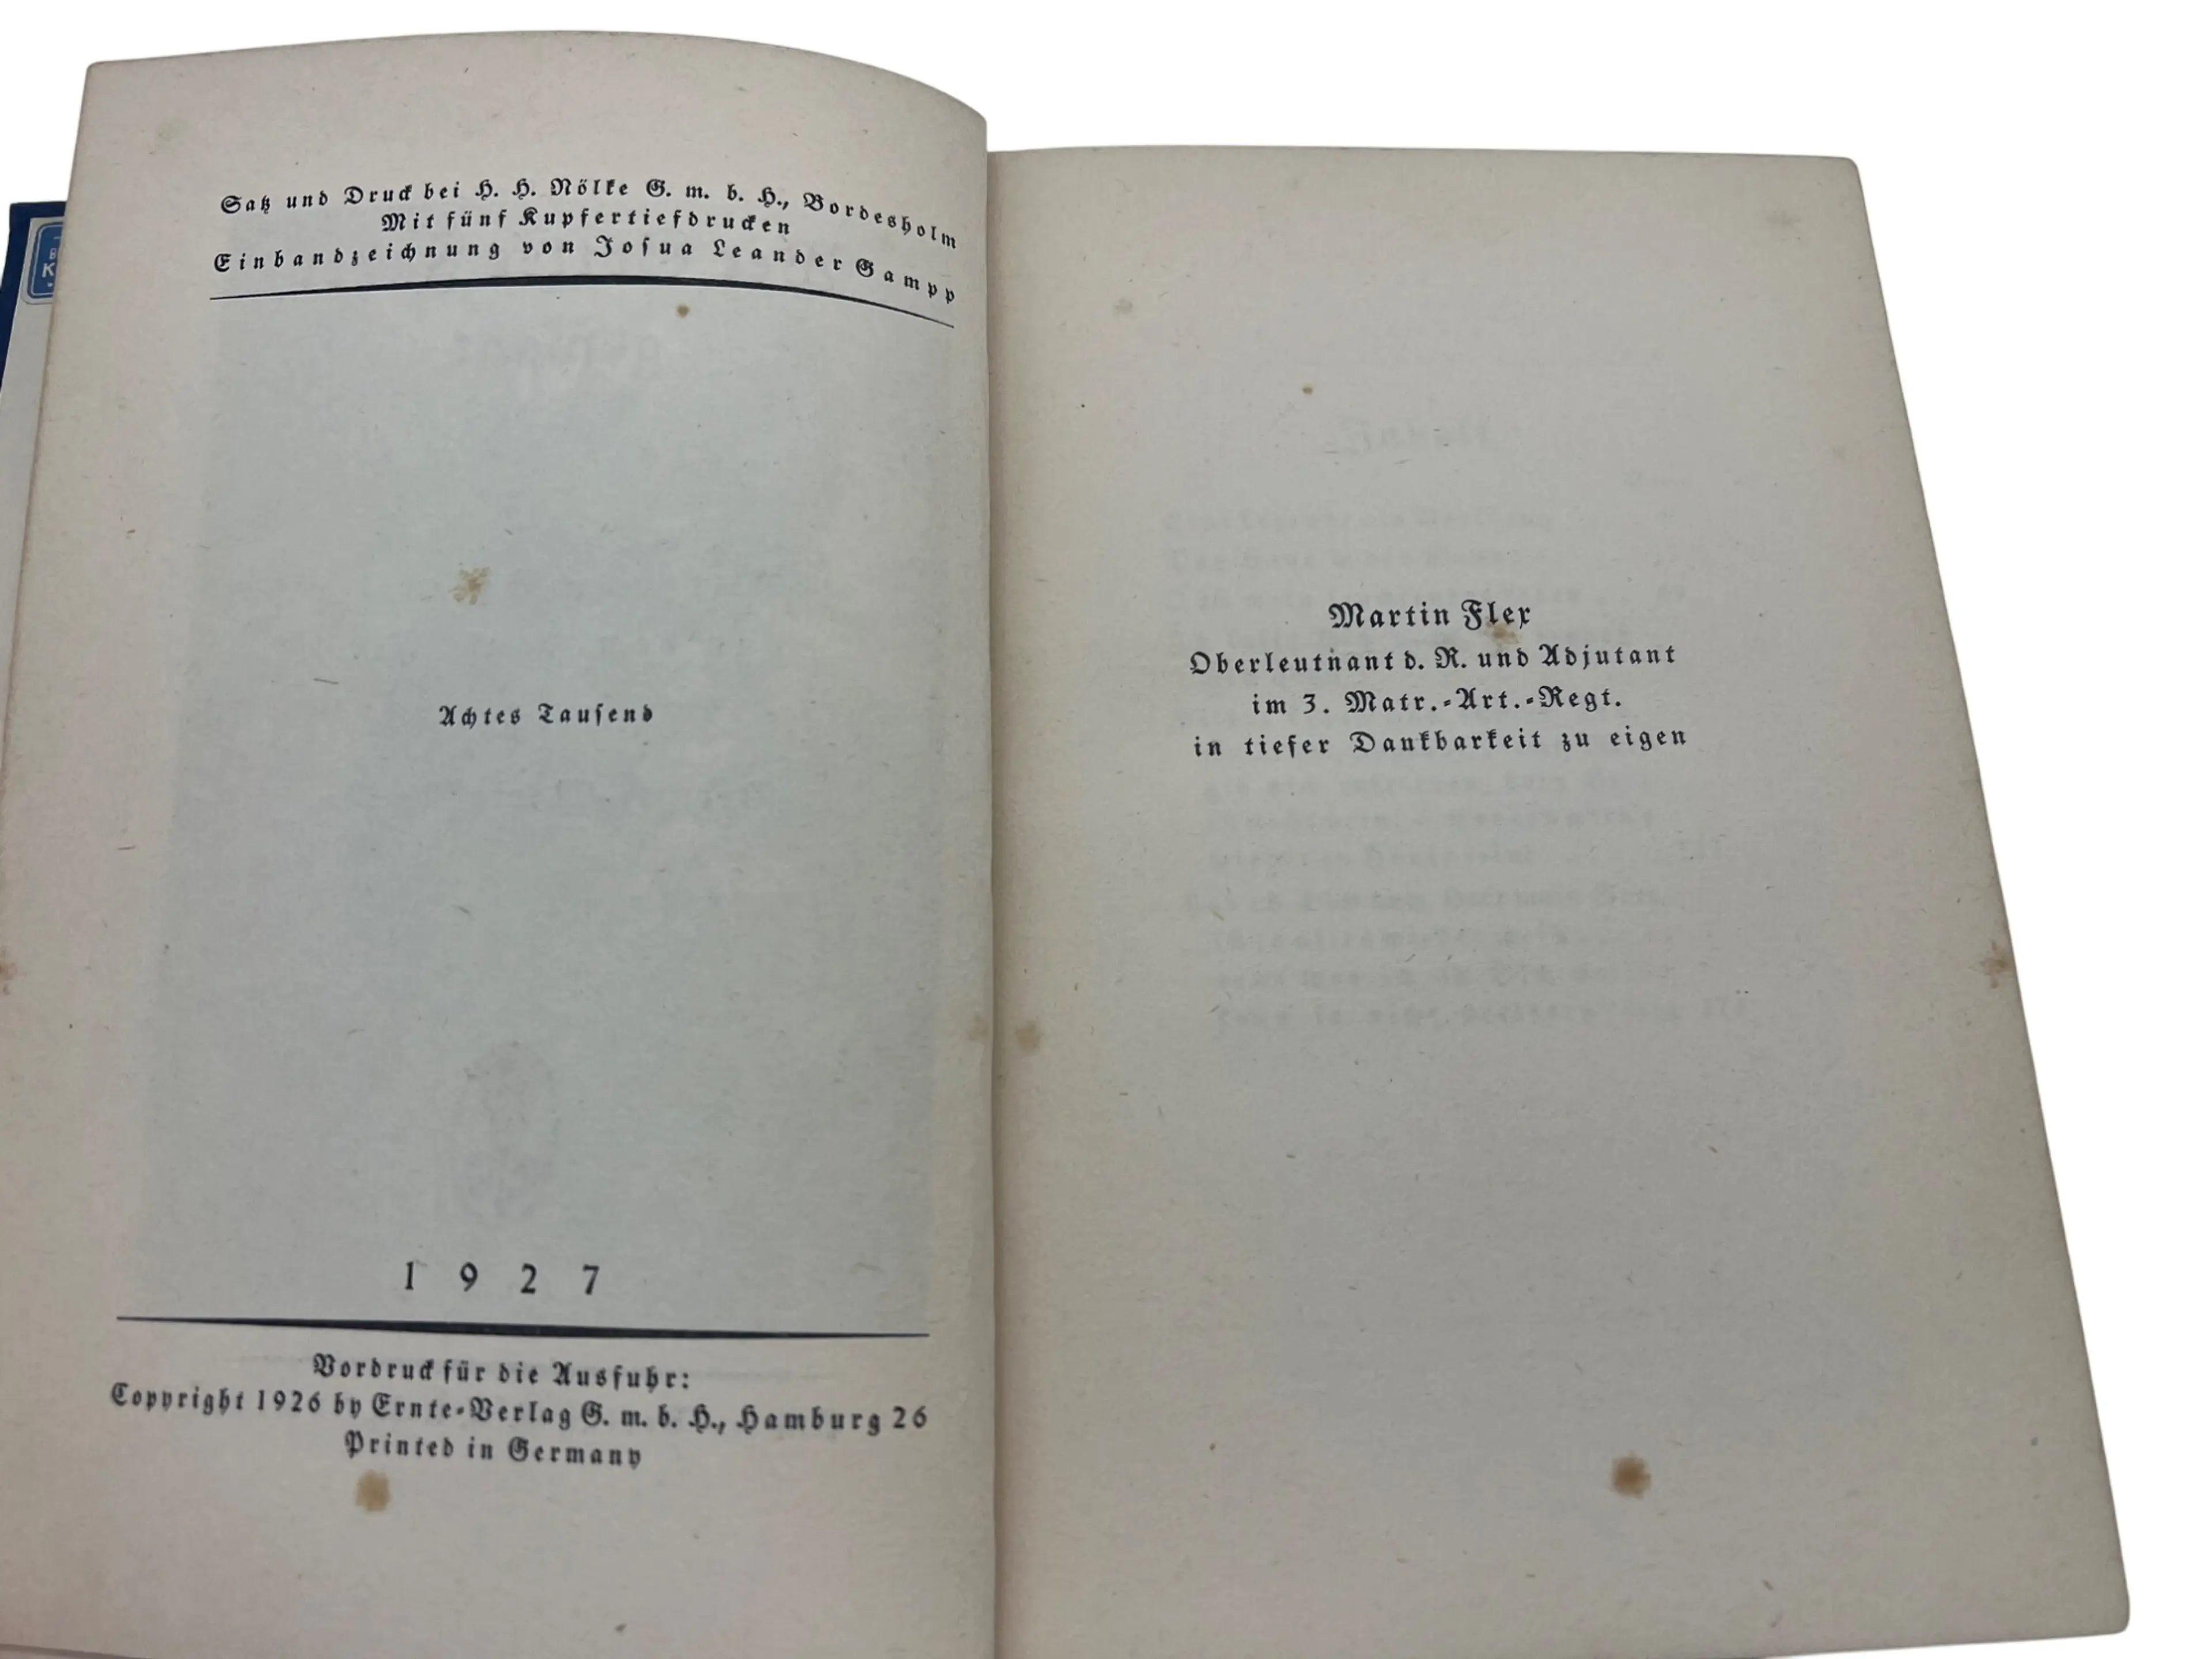 Satz und Druck bei H. H. Nölke G. m. b. H., Bordesholm
Mit fünf Kupfertiefdrucken
Einbandzeichnung von Josua Leander Gampp
Achtes Tausend
1927
Vordruck für die Ausfuhr:
Copyright 1926 by Ernte-Verlag G. m. b. H., Hamburg 26
Printed in Germany
Martin Flex
Oberleutnant d. R. und Adjutant
im 3. Matr.-Art.-Regt.
in tiefer Dankbarkeit zu eigen